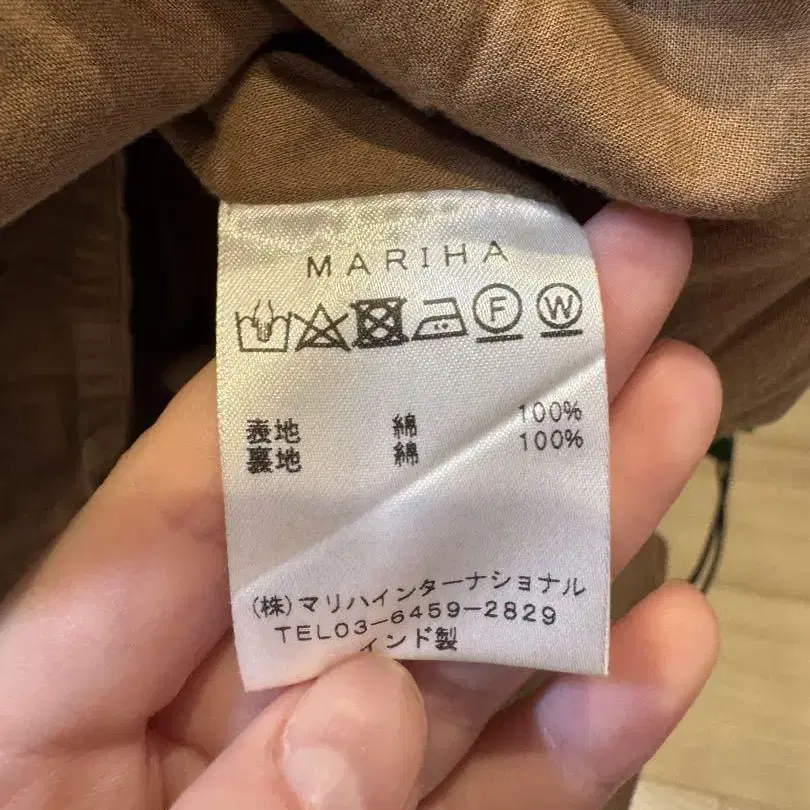 MARIHA
F W
表地 綿 100%
裏地 綿 100%
(株)マリハインターナショナル
TEL03-6459-2829
インド製